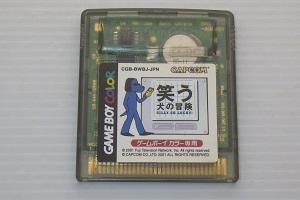 CGB-BWBJ-JPN
CAPCOM
GAME BOY COLOR
笑う
犬の冒険
SILLY GO LUCKY!
ゲームボーイ カラー専用
© 2001 Fuji Television Network, Inc. All Rights Reserved.
© CAPCOM CO., LTD. 2001 ALL RIGHTS RESERVED.